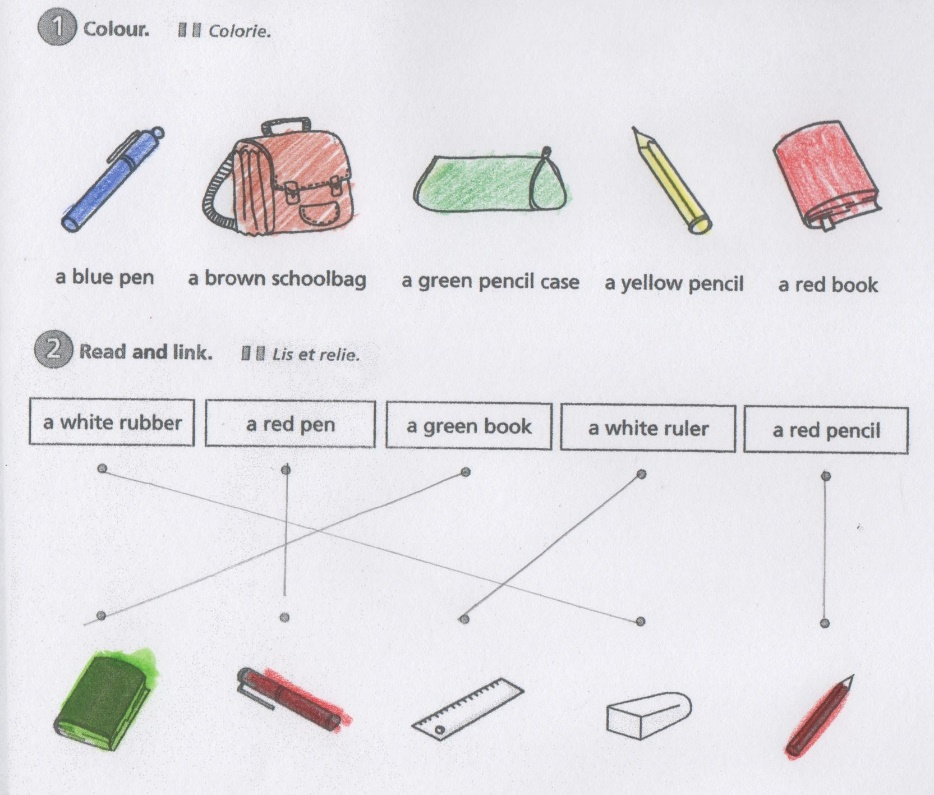 1 Colour. Colorie.
a blue pen a brown schoolbag a green pencil case a yellow pencil a red book
2 Read and link. Lis et relie.
a white rubber a red pen a green book a white ruler a red pencil